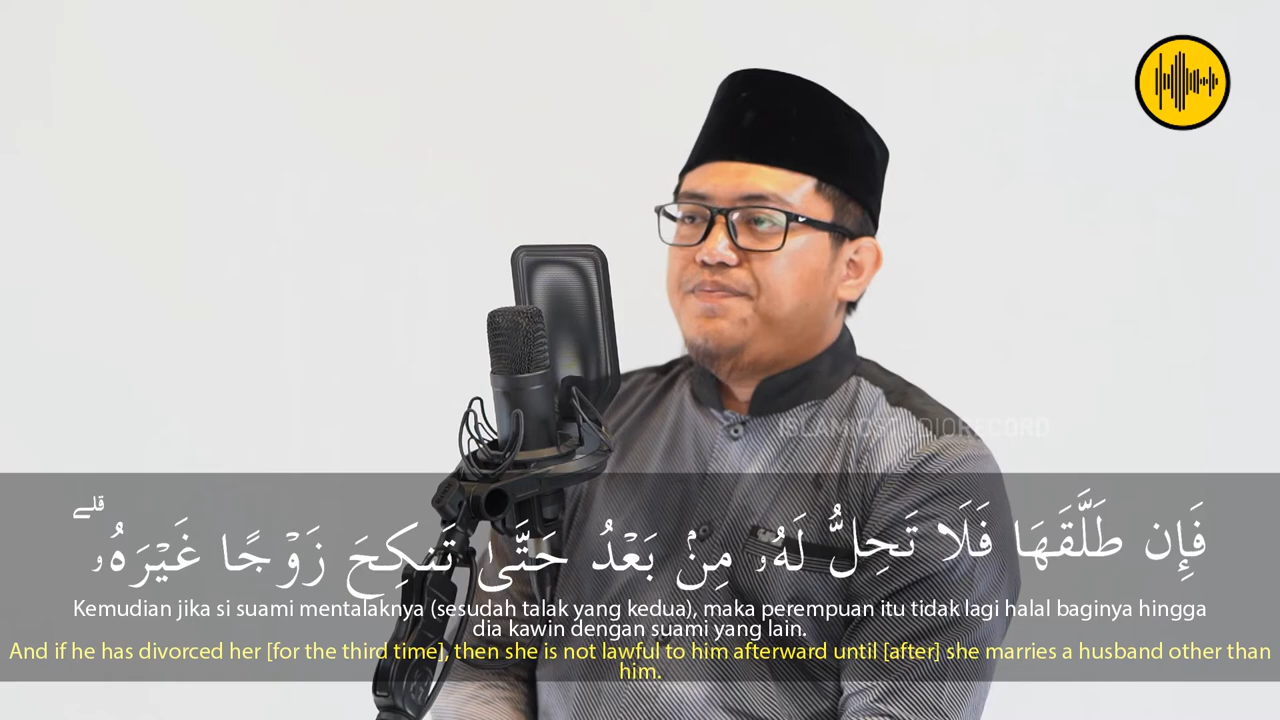 ISLAMICSTUDIORECORD
فَإِن طَلَّقَهَا فَلَا تَحِلُّ لَهُۥ مِنۢ بَعْدُ حَتَّىٰ تَنكِحَ زَوْجًا غَيْرَهُۥ ۗ
Kemudian jika si suami mentalaknya (sesudah talak yang kedua), maka perempuan itu tidak lagi halal baginya hingga
dia kawin dengan suami yang lain.
And if he has divorced her [for the third time], then she is not lawful to him afterward until [after] she marries a husband other than
him.